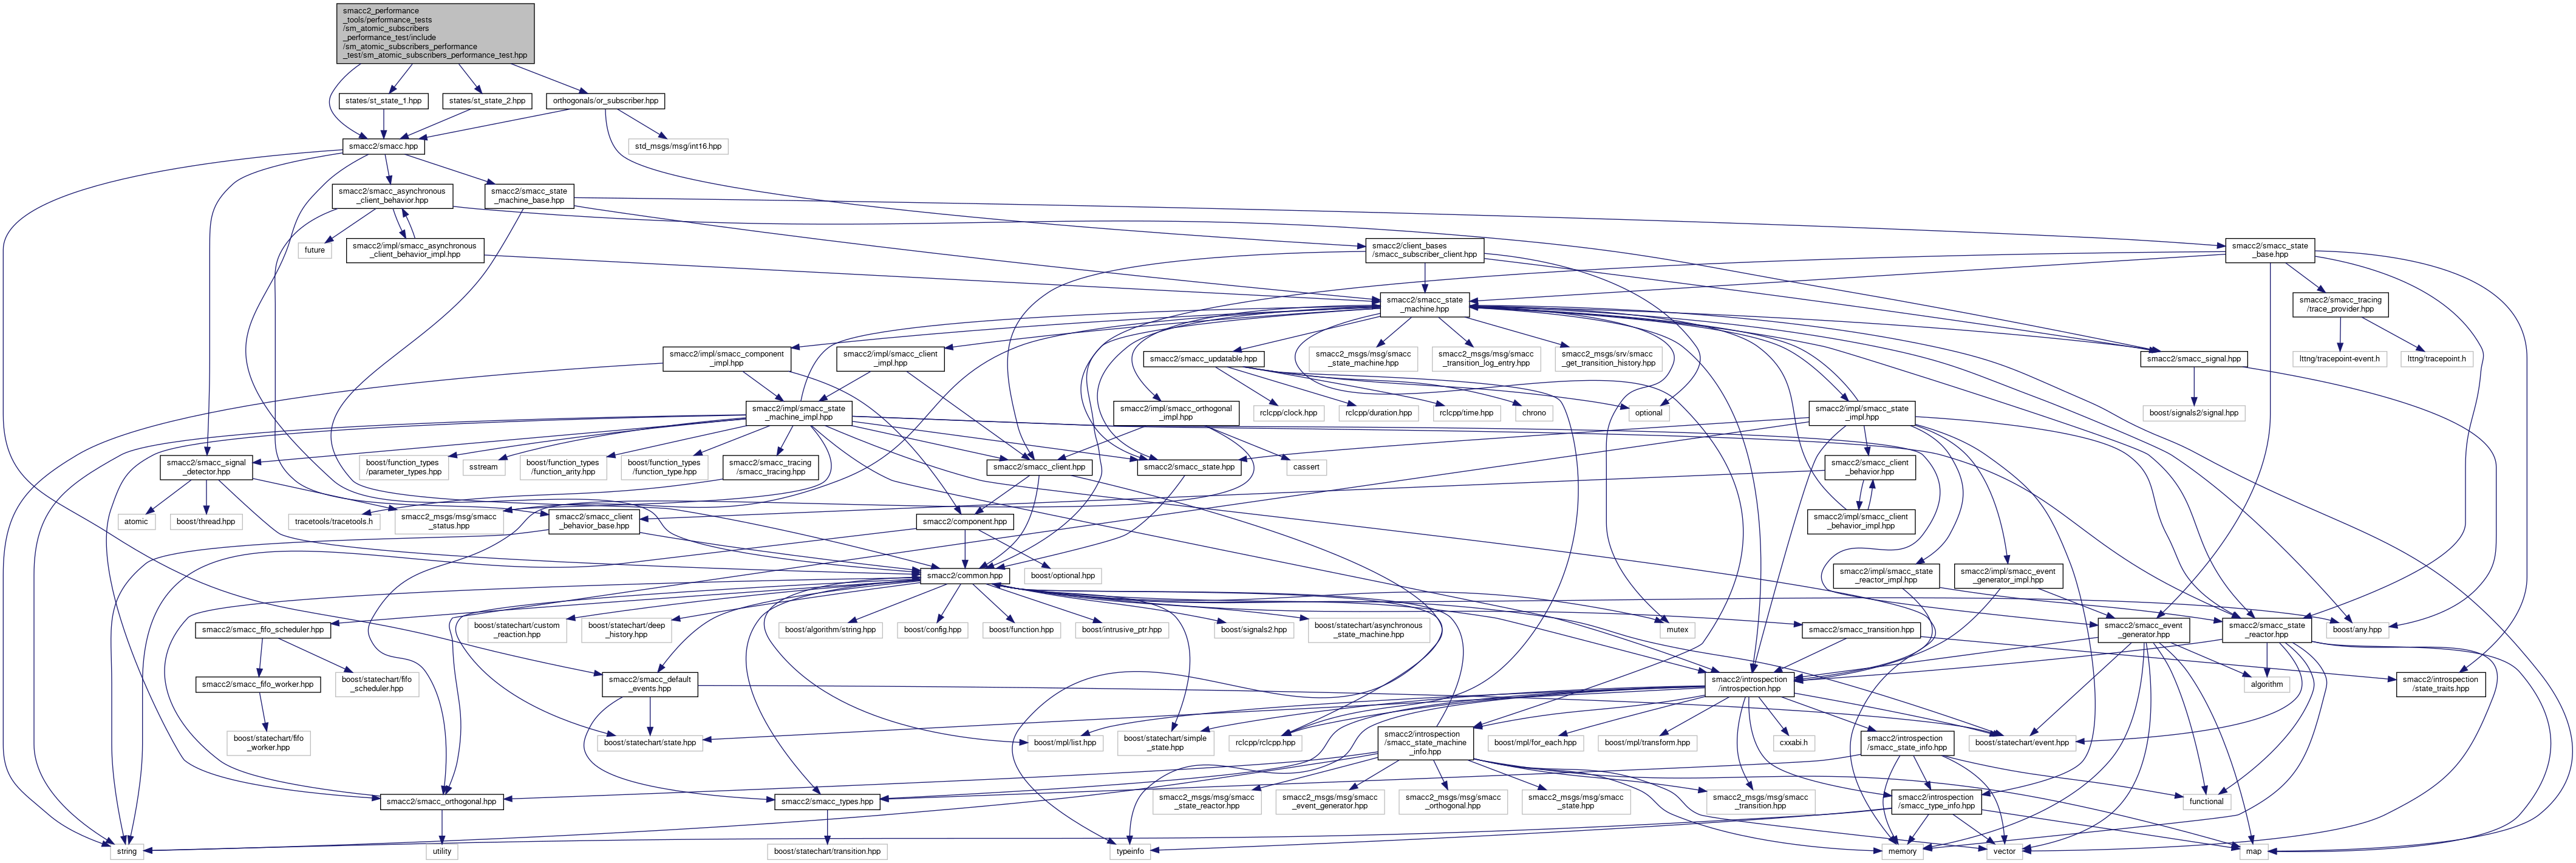 smacc2_performance
_tools/performance_tests
/sm_atomic_subscribers
_performance_test/include
/sm_atomic_subscribers_performance
_test/sm_atomic_subscribers_performance_test.hpp
states/st_state_1.hpp
states/st_state_2.hpp
orthogonals/or_subscriber.hpp
smacc2/smacc.hpp
std_msgs/msg/int16.hpp
smacc2/smacc_asynchronous
_client_behavior.hpp
smacc2/smacc_state
_machine_base.hpp
future
smacc2/impl/smacc_asynchronous
_client_behavior_impl.hpp
smacc2/client_bases
/smacc_subscriber_client.hpp
smacc2/smacc_state
_base.hpp
smacc2/smacc_state
_machine.hpp
smacc2/smacc_tracing
/trace_provider.hpp
smacc2/impl/smacc_component
_impl.hpp
smacc2/impl/smacc_client
_impl.hpp
smacc2/smacc_updatable.hpp
smacc2_msgs/msg/smacc
_state_machine.hpp
smacc2_msgs/msg/smacc
_transition_log_entry.hpp
smacc2_msgs/srv/smacc
_get_transition_history.hpp
smacc2/smacc_signal.hpp
lttng/tracepoint-event.h
lttng/tracepoint.h
smacc2/impl/smacc_state
_machine_impl.hpp
smacc2/impl/smacc_orthogonal
_impl.hpp
rclcpp/clock.hpp
rclcpp/duration.hpp
rclcpp/time.hpp
chrono
optional
smacc2/impl/smacc_state
_impl.hpp
boost/signals2/signal.hpp
smacc2/smacc_signal
_detector.hpp
boost/function_types
/parameter_types.hpp
sstream
boost/function_types
/function_arity.hpp
boost/function_types
/function_type.hpp
smacc2/smacc_tracing
/smacc_tracing.hpp
smacc2/smacc_client.hpp
smacc2/smacc_state.hpp
cassert
smacc2/smacc_client
_behavior.hpp
atomic
boost/thread.hpp
tracetools/tracetools.h
smacc2_msgs/msg/smacc
_status.hpp
smacc2/smacc_client
_behavior_base.hpp
smacc2/component.hpp
smacc2/impl/smacc_client
_behavior_impl.hpp
smacc2/common.hpp
boost/optional.hpp
smacc2/impl/smacc_state
_reactor_impl.hpp
smacc2/impl/smacc_event
_generator_impl.hpp
smacc2/smacc_fifo_scheduler.hpp
boost/statechart/custom
_reaction.hpp
boost/statechart/deep
_history.hpp
boost/algorithm/string.hpp
boost/config.hpp
boost/function.hpp
boost/intrusive_ptr.hpp
boost/signals2.hpp
boost/statechart/asynchronous
_state_machine.hpp
mutex
smacc2/smacc_transition.hpp
smacc2/smacc_event
_generator.hpp
smacc2/smacc_state
_reactor.hpp
boost/any.hpp
smacc2/smacc_fifo_worker.hpp
boost/statechart/fifo
_scheduler.hpp
smacc2/smacc_default
_events.hpp
smacc2/introspection
/introspection.hpp
algorithm
smacc2/introspection
/state_traits.hpp
boost/statechart/fifo
_worker.hpp
boost/statechart/state.hpp
boost/mpl/list.hpp
boost/statechart/simple
_state.hpp
rclcpp/rclcpp.hpp
smacc2/introspection
/smacc_state_machine
_info.hpp
boost/mpl/for_each.hpp
boost/mpl/transform.hpp
cxxabi.h
smacc2/introspection
/smacc_state_info.hpp
boost/statechart/event.hpp
smacc2/smacc_orthogonal.hpp
smacc2/smacc_types.hpp
smacc2_msgs/msg/smacc
_state_reactor.hpp
smacc2_msgs/msg/smacc
_event_generator.hpp
smacc2_msgs/msg/smacc
_orthogonal.hpp
smacc2_msgs/msg/smacc
_state.hpp
smacc2_msgs/msg/smacc
_transition.hpp
smacc2/introspection
/smacc_type_info.hpp
functional
string
utility
boost/statechart/transition.hpp
typeinfo
memory
vector
map